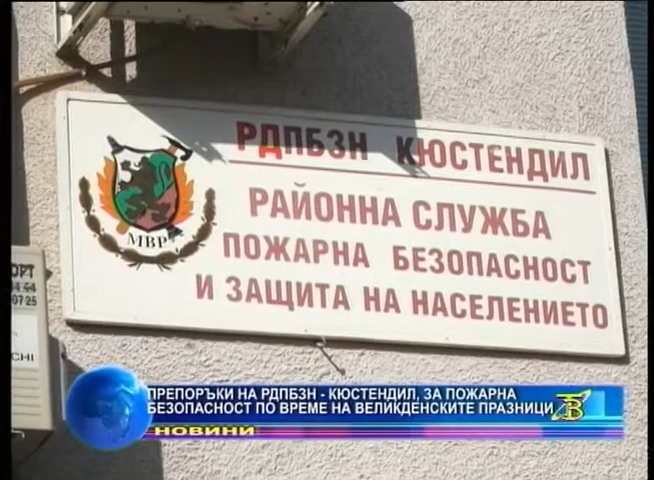 РДПБЗН КЮСТЕНДИЛ
РАЙОННА СЛУЖБА
ПОЖАРНА БЕЗОПАСНОСТ
И ЗАЩИТА НА НАСЕЛЕНИЕТО
МВР
ПРЕПОРЪКИ НА РДПБЗН - КЮСТЕНДИЛ, ЗА ПОЖАРНА
БЕЗОПАСНОСТ ПО ВРЕМЕ НА ВЕЛИКДЕНСКИТЕ ПРАЗНИЦИ
НОВИНИ